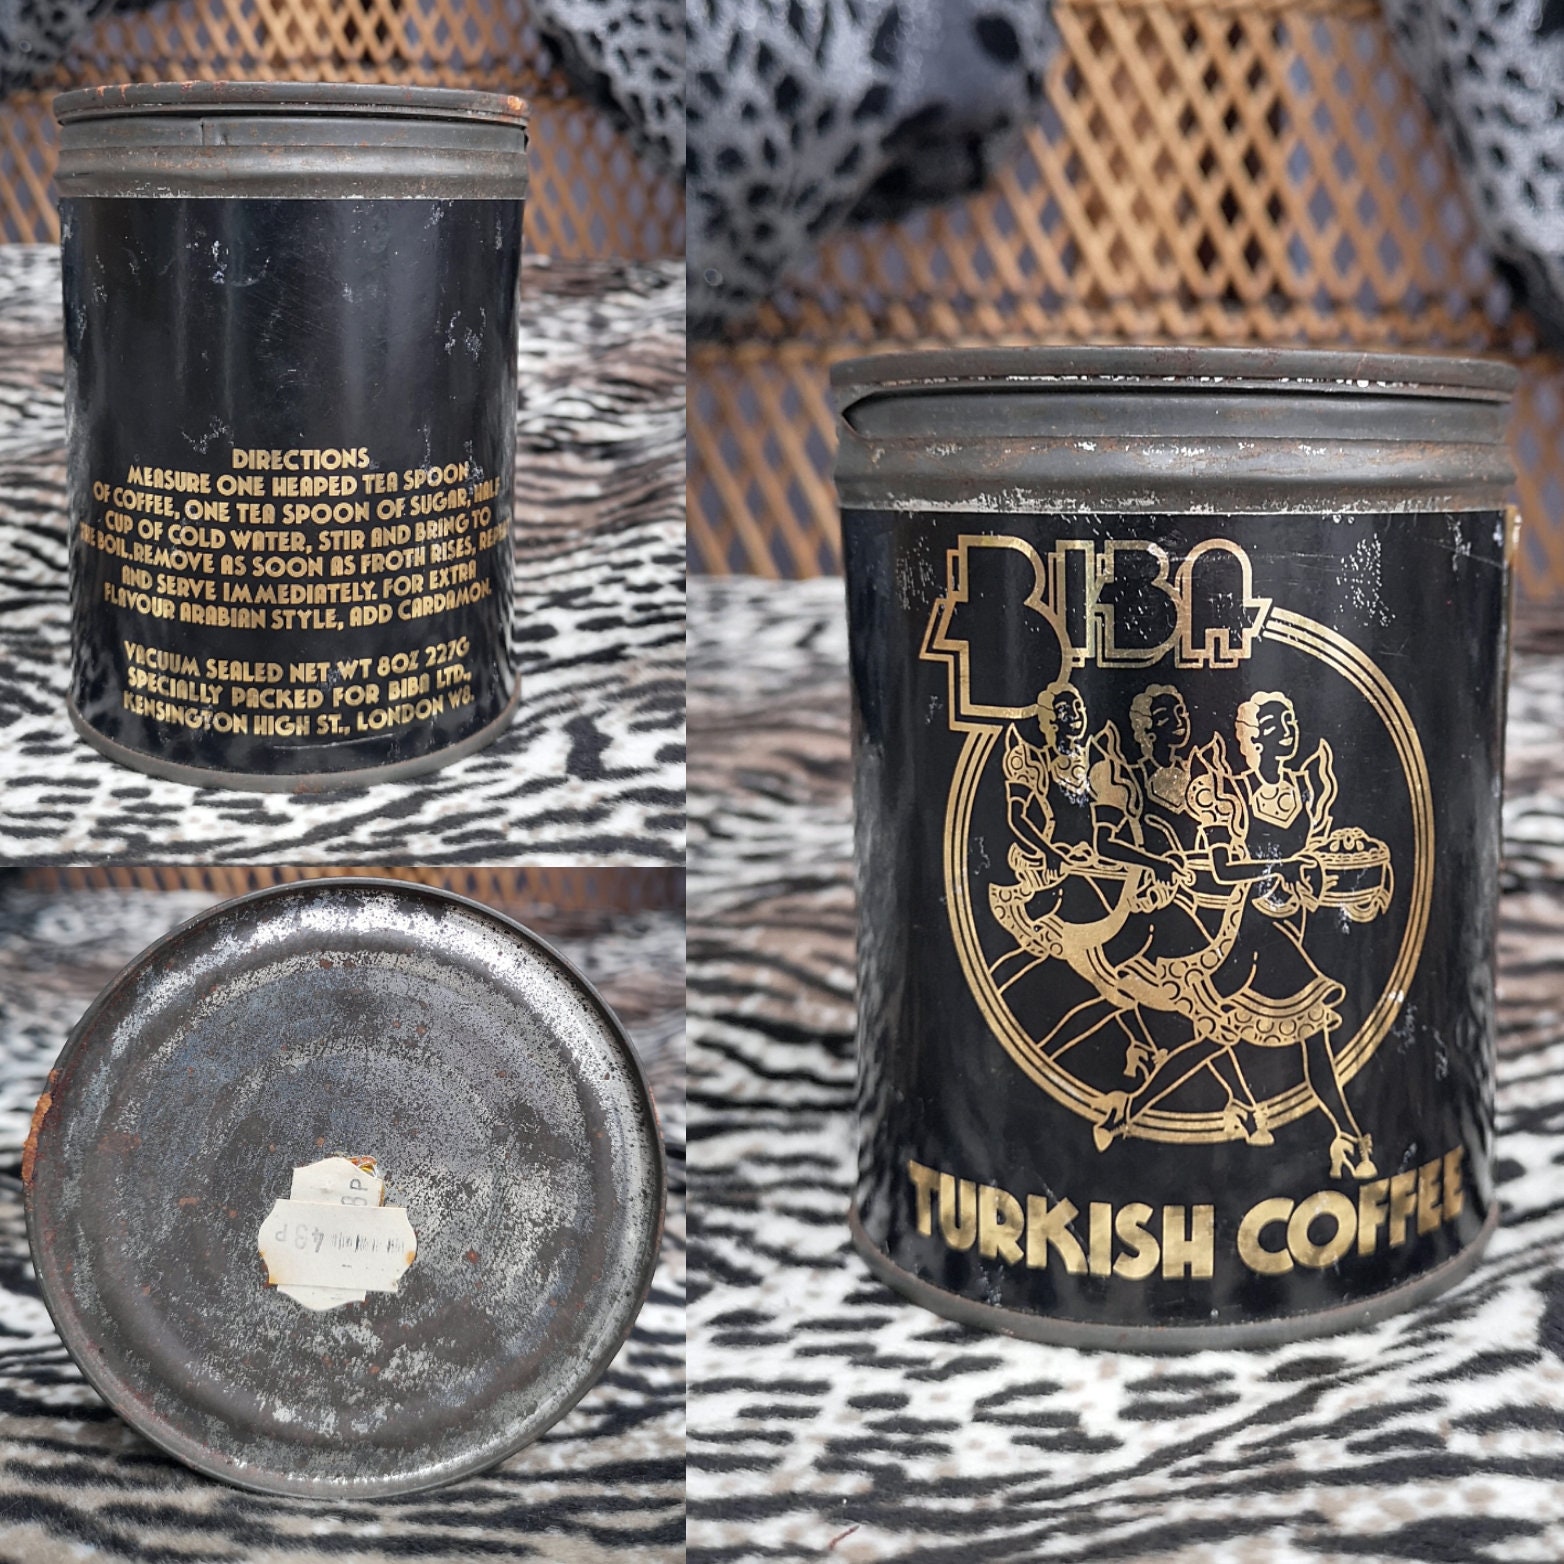 DIRECTIONS
MEASURE ONE HEAPED TEA SPOON
OF COFFEE, ONE TEA SPOON OF SUGAR, HALF
CUP OF COLD WATER, STIR AND BRING TO
THE BOIL. REMOVE AS SOON AS FROTH RISES,
AND SERVE IMMEDIATELY. FOR EXTRA
FLAVOUR ARABIAN STYLE, ADD CARDAMON.
VACUUM SEALED NET WT 8OZ 227G
SPECIALLY PACKED FOR BIBA LTD.,
KENSINGTON HIGH ST., LONDON W8.
8P
43P
BIBA
TURKISH COFFEE